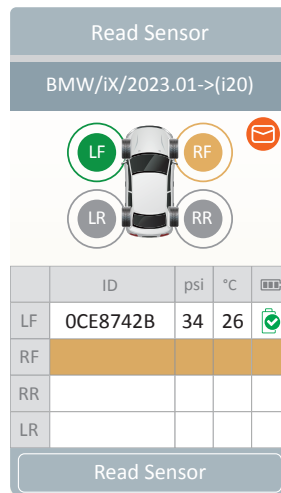 Read Sensor
BMW/iX/2023.01->(i20)
LF RF
LR RR
ID psi °C
LF 0CE8742B 34 26
RF
RR
LR
Read Sensor